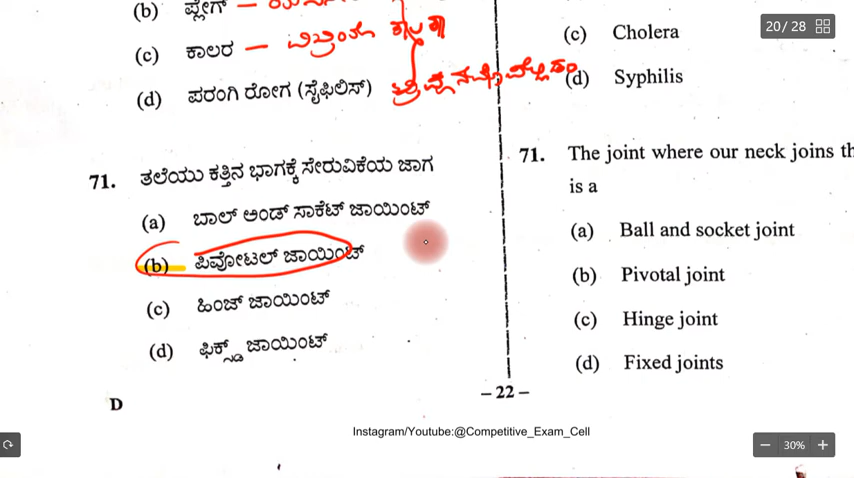 (b) ಪ್ಲೇಗ್ –
(c) ಕಾಲರ –
(d) ಪರಂಗಿ ರೋಗ (ಸೈಫಿಲಿಸ್)
71. ತಲೆಯು ಕತ್ತಿನ ಭಾಗಕ್ಕೆ ಸೇರುವಿಕೆಯ ಜಾಗ
(a) ಬಾಲ್ ಅಂಡ್ ಸಾಕೆಟ್ ಜಾಯಿಂಟ್
(b) ಪಿವೋಟಲ್ ಜಾಯಿಂಟ್
(c) ಹಿಂಜ್ ಜಾಯಿಂಟ್
(d) ಫಿಕ್ಸ್ಡ್ ಜಾಯಿಂಟ್
D
– 22 –
(c) Cholera
(d) Syphilis
71. The joint where our neck joins th
is a
(a) Ball and socket joint
(b) Pivotal joint
(c) Hinge joint
(d) Fixed joints
20 / 28
Instagram/Youtube:@Competitive_Exam_Cell
30%